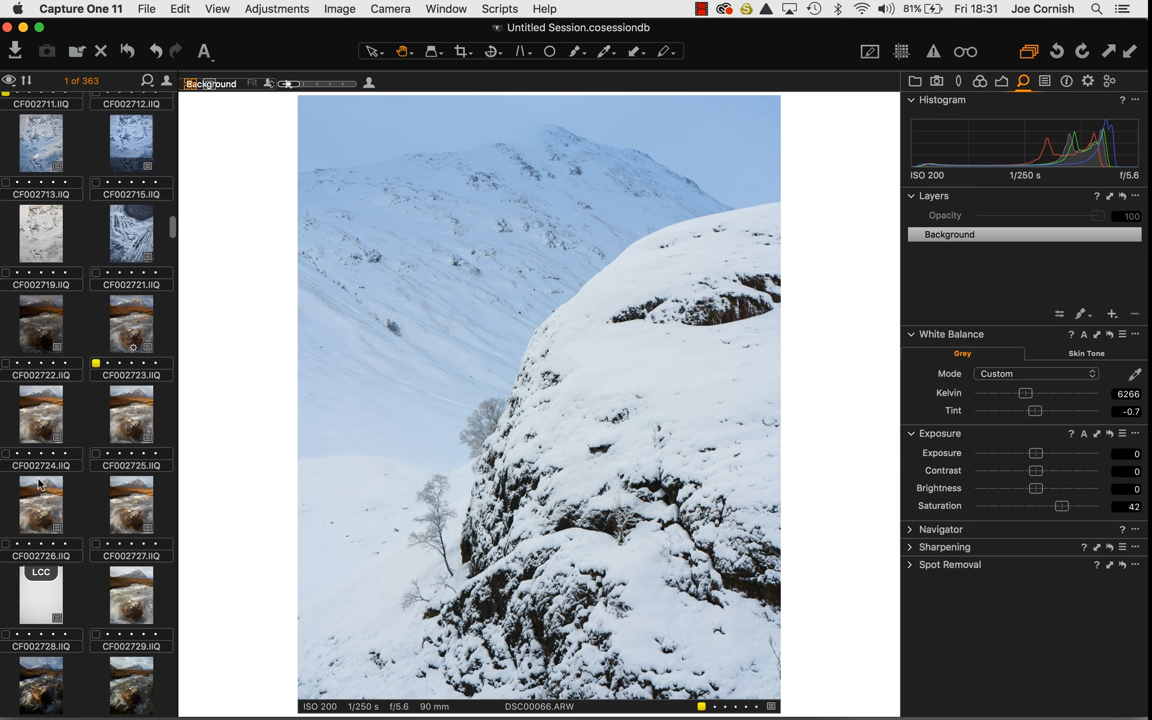 Capture One 11 File Edit View Adjustments Image Camera Window Scripts Help 81% Fri 18:31 Joe Cornish
Untitled Session.cosessiondb
1 of 363
Background Fit
CF002711.IIQ CF002712.IIQ
CF002713.IIQ CF002715.IIQ
CF002719.IIQ CF002721.IIQ
CF002722.IIQ CF002723.IIQ
CF002724.IIQ CF002725.IIQ
CF002726.IIQ CF002727.IIQ
LCC
CF002728.IIQ CF002729.IIQ
ISO 200 1/250 s f/5.6 90 mm DSC00066.ARW
Histogram
ISO 200 1/250 s f/5.6
Layers
Opacity 100
Background
White Balance
Grey Skin Tone
Mode Custom
Kelvin 6266
Tint -0.7
Exposure
Exposure 0
Contrast 0
Brightness 0
Saturation 42
Navigator
Sharpening
Spot Removal